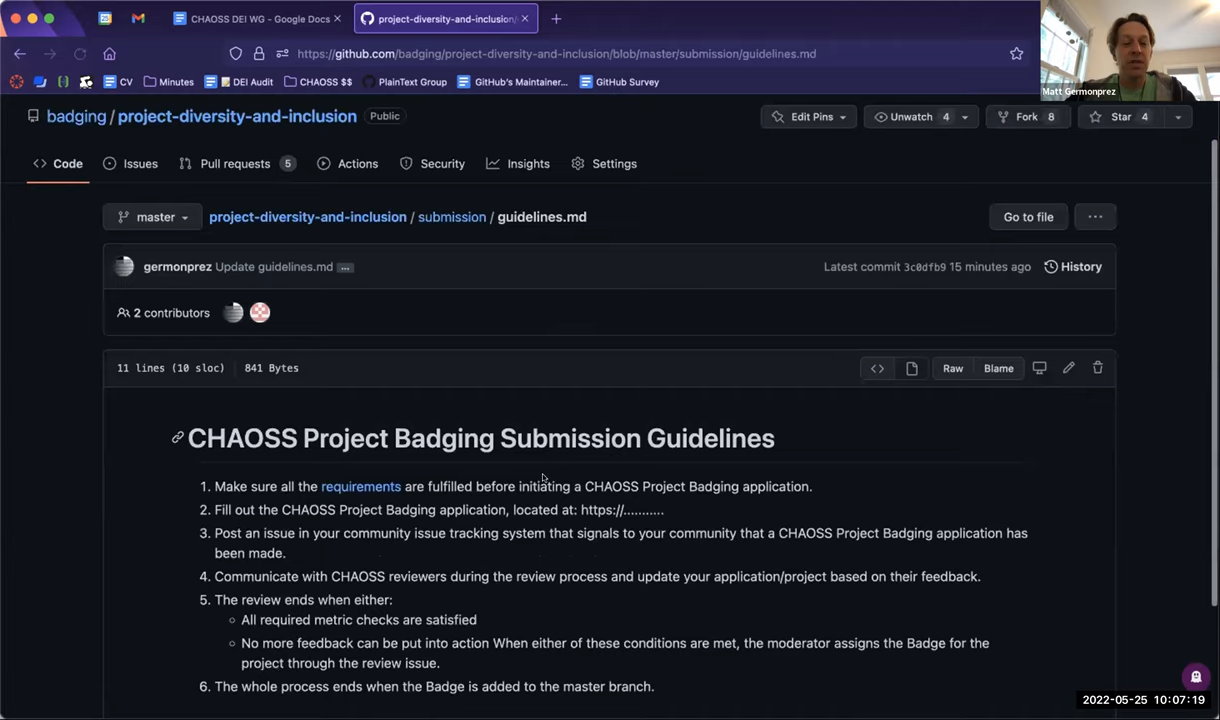 CHAOSS DEI WG - Google Docs
project-diversity-and-inclusion/
https://github.com/badging/project-diversity-and-inclusion/blob/master/submission/guidelines.md
CV
Minutes
DEI Audit
CHAOSS $$
PlainText Group
GitHub's Maintainer...
GitHub Survey
Matt Germonprez
badging / project-diversity-and-inclusion Public
Edit Pins Unwatch 4 Fork 8 Star 4
Code Issues Pull requests 5 Actions Security Insights Settings
master project-diversity-and-inclusion / submission / guidelines.md Go to file ...
germonprez Update guidelines.md ... Latest commit 3c0dfb9 15 minutes ago History
2 contributors
11 lines (10 sloc) 841 Bytes <> Raw Blame
CHAOSS Project Badging Submission Guidelines
1. Make sure all the requirements are fulfilled before initiating a CHAOSS Project Badging application.
2. Fill out the CHAOSS Project Badging application, located at: https://...........
3. Post an issue in your community issue tracking system that signals to your community that a CHAOSS Project Badging application has
been made.
4. Communicate with CHAOSS reviewers during the review process and update your application/project based on their feedback.
5. The review ends when either:
All required metric checks are satisfied
No more feedback can be put into action When either of these conditions are met, the moderator assigns the Badge for the
project through the review issue.
6. The whole process ends when the Badge is added to the master branch.
2022-05-25 10:07:19